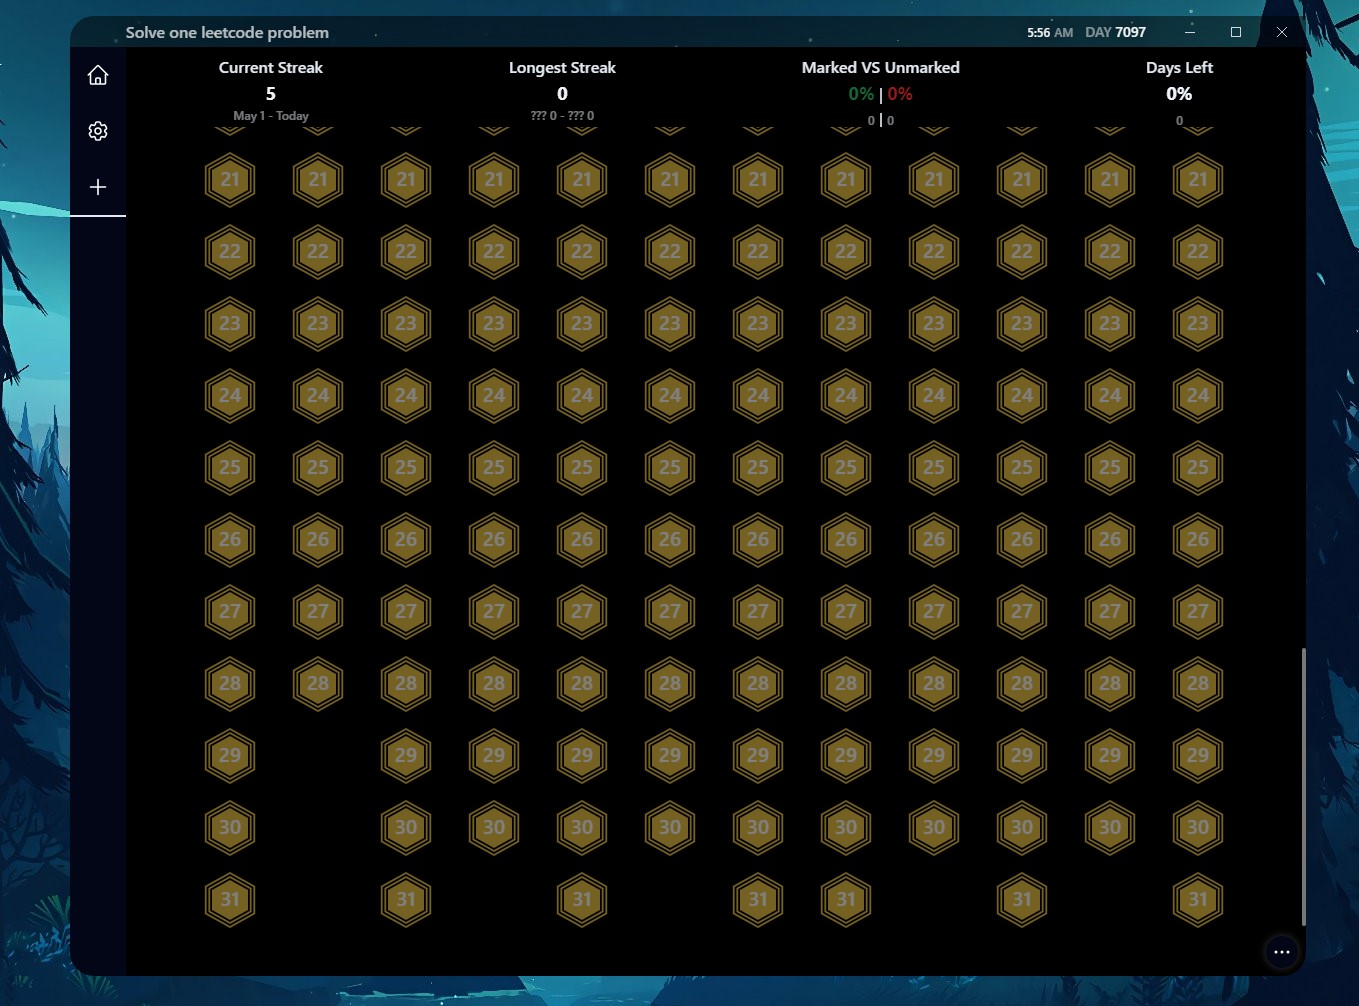 Solve one leetcode problem
5:56 AM DAY 7097
Current Streak Longest Streak Marked VS Unmarked Days Left
5 0 0% | 0% 0%
May 1 - Today ??? 0 - ??? 0 0 | 0 0
21 21 21 21 21 21 21 21 21 21 21 21
22 22 22 22 22 22 22 22 22 22 22 22
23 23 23 23 23 23 23 23 23 23 23 23
24 24 24 24 24 24 24 24 24 24 24 24
25 25 25 25 25 25 25 25 25 25 25 25
26 26 26 26 26 26 26 26 26 26 26 26
27 27 27 27 27 27 27 27 27 27 27 27
28 28 28 28 28 28 28 28 28 28 28 28
29 29 29 29 29 29 29 29 29 29 29
30 30 30 30 30 30 30 30 30 30 30
31 31 31 31 31 31 31